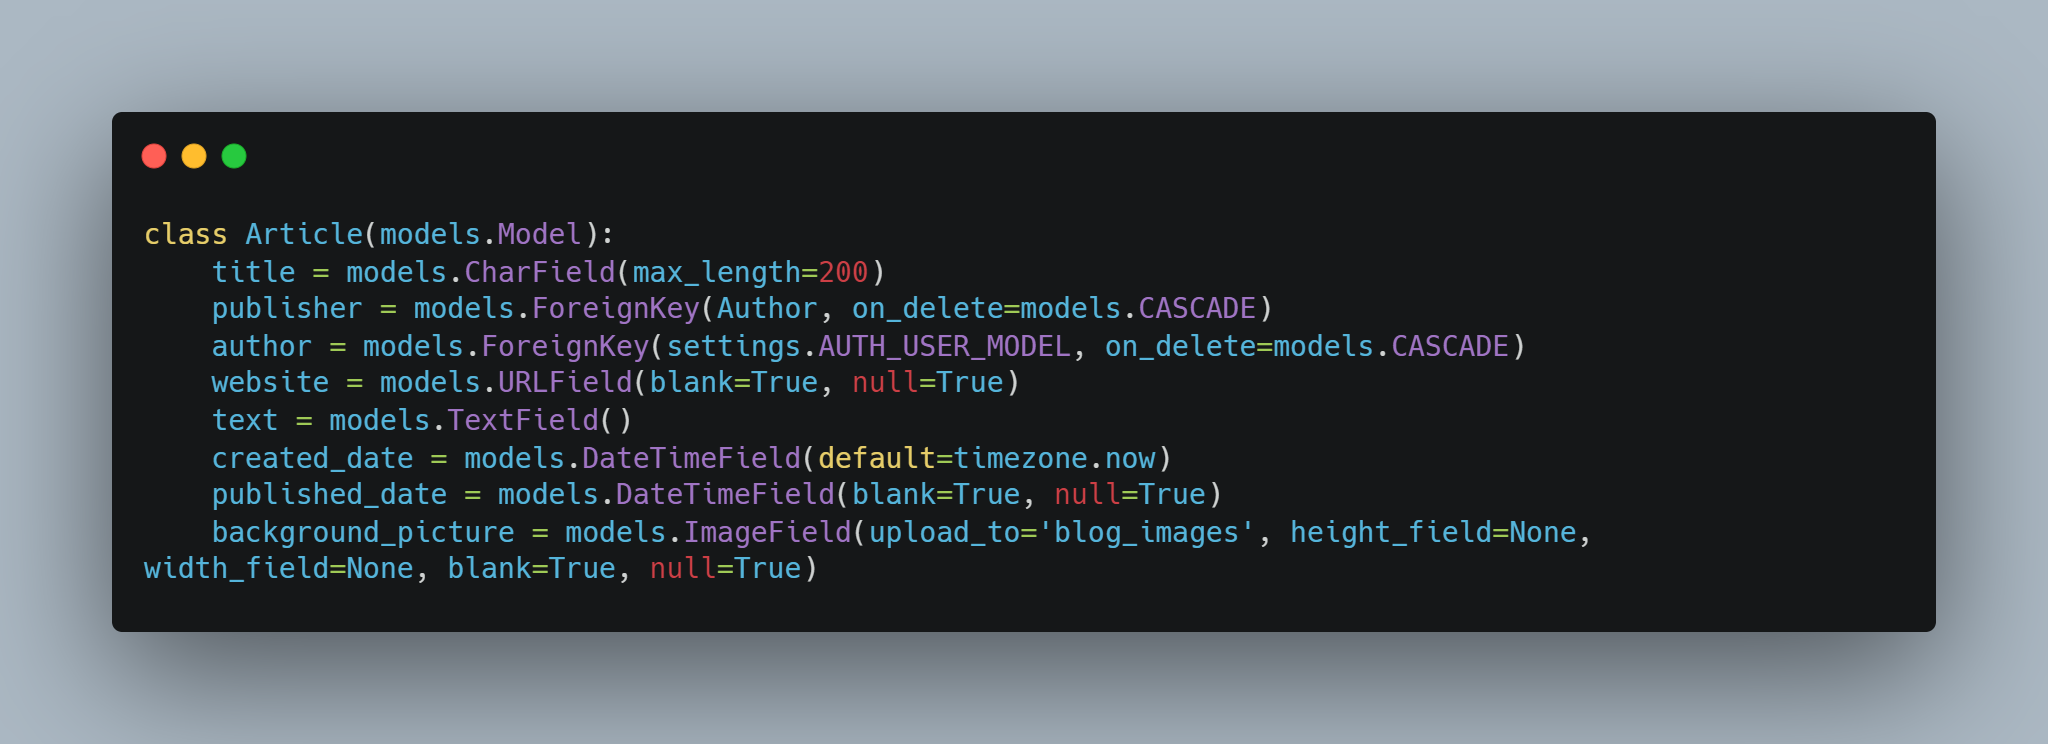 class Article(models.Model):
    title = models.CharField(max_length=200)
    publisher = models.ForeignKey(Author, on_delete=models.CASCADE)
    author = models.ForeignKey(settings.AUTH_USER_MODEL, on_delete=models.CASCADE)
    website = models.URLField(blank=True, null=True)
    text = models.TextField()
    created_date = models.DateTimeField(default=timezone.now)
    published_date = models.DateTimeField(blank=True, null=True)
    background_picture = models.ImageField(upload_to='blog_images', height_field=None,
width_field=None, blank=True, null=True)